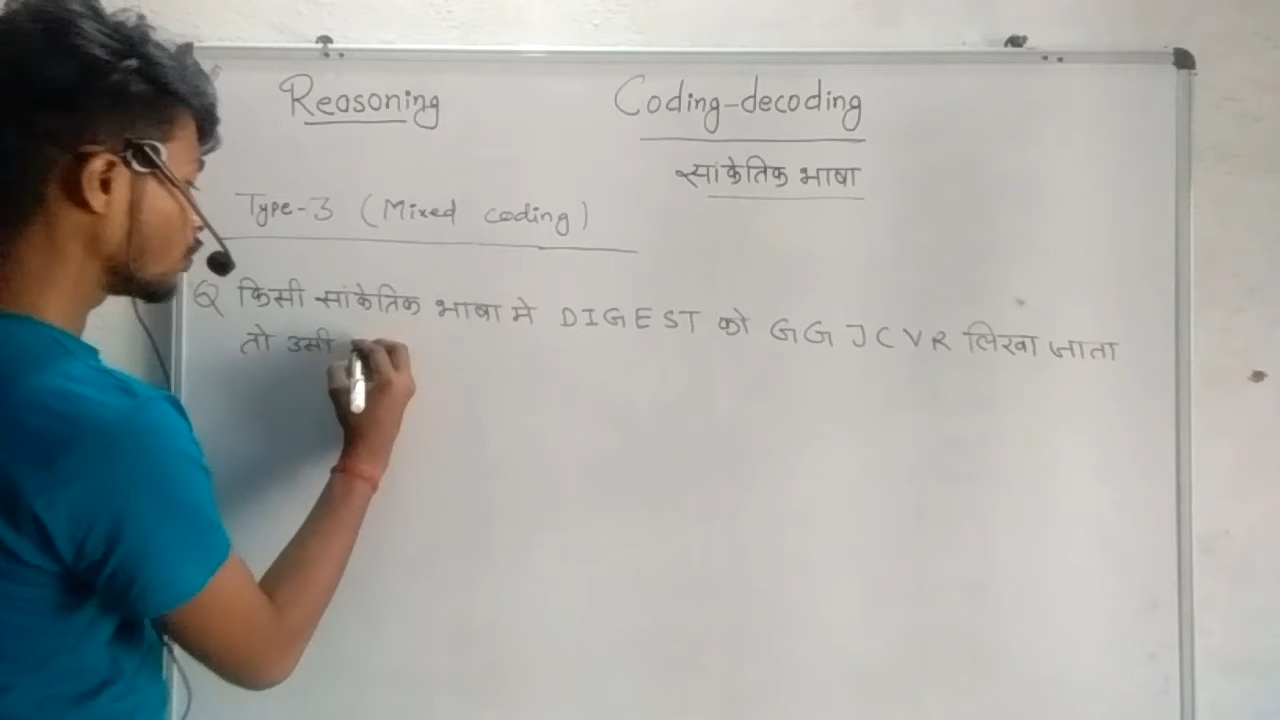 Reasoning
Coding-decoding
सांकेतिक भाषा
Type-3 (Mixed coding)
Q किसी सांकेतिक भाषा मे DIGEST को GGJCVR लिखा जाता
तो उसी